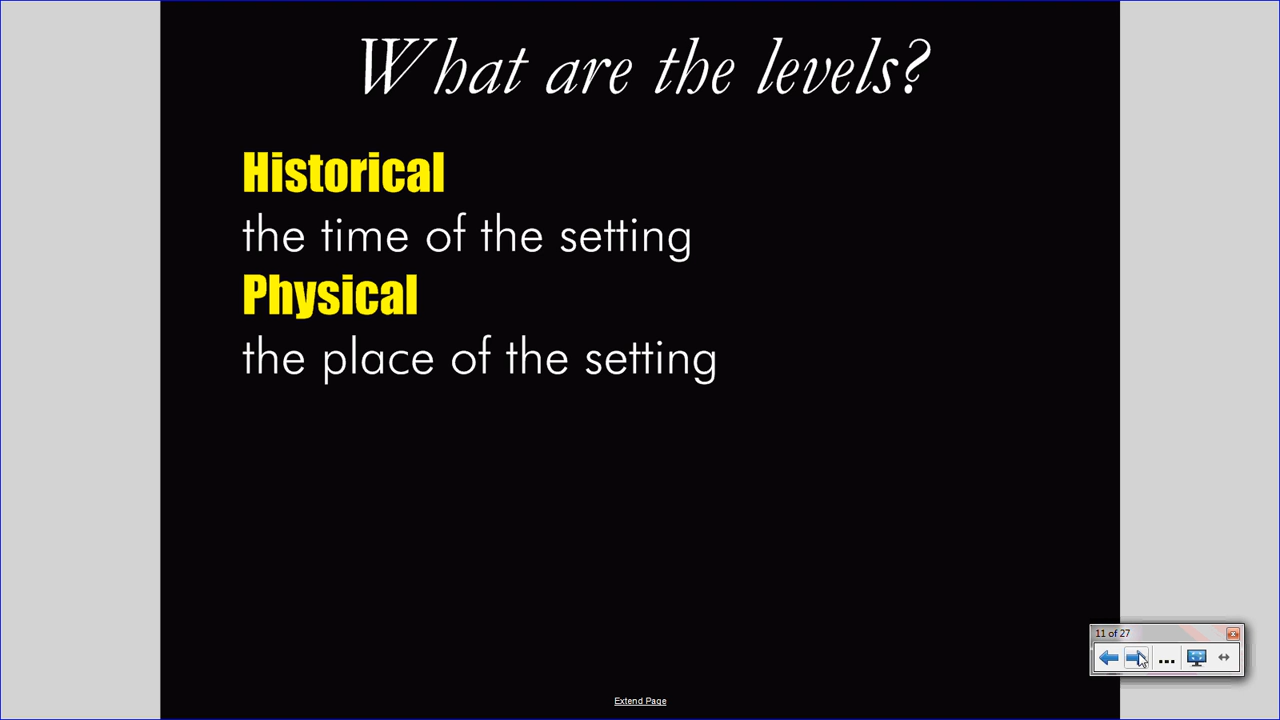 What are the levels?
Historical
the time of the setting
Physical
the place of the setting
11 of 27
...
Extend Page